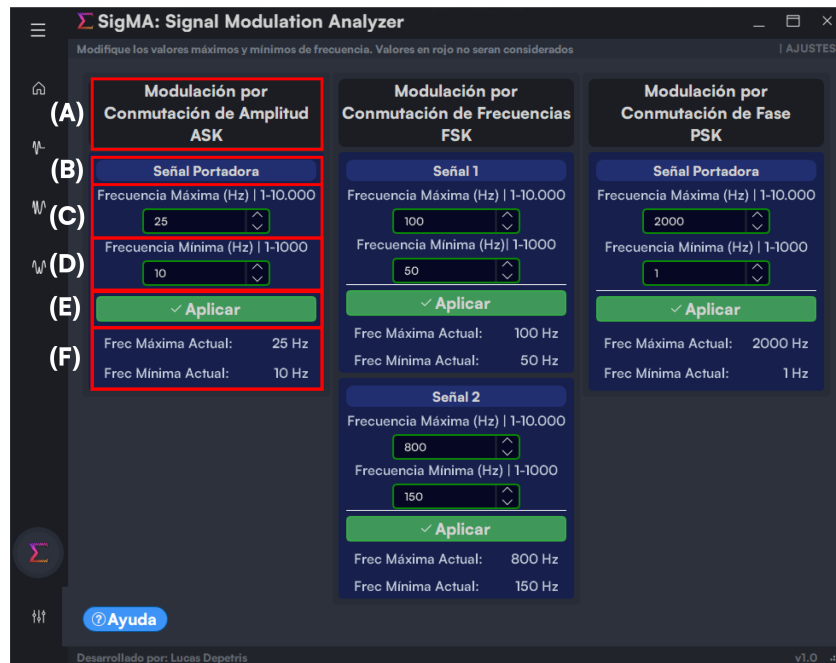 SigMA: Signal Modulation Analyzer
Modifique los valores máximos y mínimos de frecuencia. Valores en rojo no seran considerados
| AJUSTES
(A)
Modulación por
Conmutación de Amplitud
ASK
(B)
Señal Portadora
(C)
Frecuencia Máxima (Hz) | 1-10.000
25
(D)
Frecuencia Mínima (Hz) | 1-1000
10
(E)
Aplicar
(F)
Frec Máxima Actual: 25 Hz
Frec Mínima Actual: 10 Hz
Modulación por
Conmutación de Frecuencias
FSK
Señal 1
Frecuencia Máxima (Hz) | 1-10.000
100
Frecuencia Mínima (Hz)| 1-1000
50
Aplicar
Frec Máxima Actual: 100 Hz
Frec Mínima Actual: 50 Hz
Señal 2
Frecuencia Máxima (Hz) | 1-10.000
800
Frecuencia Mínima (Hz) | 1-1000
150
Aplicar
Frec Máxima Actual: 800 Hz
Frec Mínima Actual: 150 Hz
Modulación por
Conmutación de Fase
PSK
Señal Portadora
Frecuencia Máxima (Hz) | 1-10.000
2000
Frecuencia Mínima (Hz) | 1-1000
1
Aplicar
Frec Máxima Actual: 2000 Hz
Frec Mínima Actual: 1 Hz
Ayuda
Desarrollado por: Lucas Depetris
v1.0